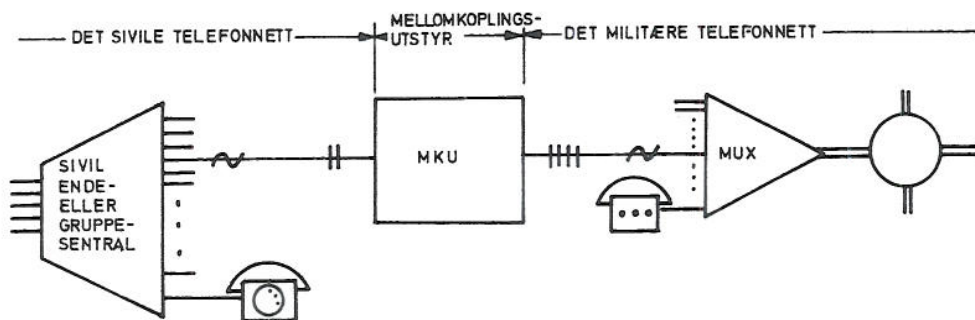 DET SIVILE TELEFONNETT
MELLOMKOPLINGS-
UTSTYR
DET MILITÆRE TELEFONNETT
SIVIL
ENDE-
ELLER
GRUPPE-
SENTRAL
MKU
MUX